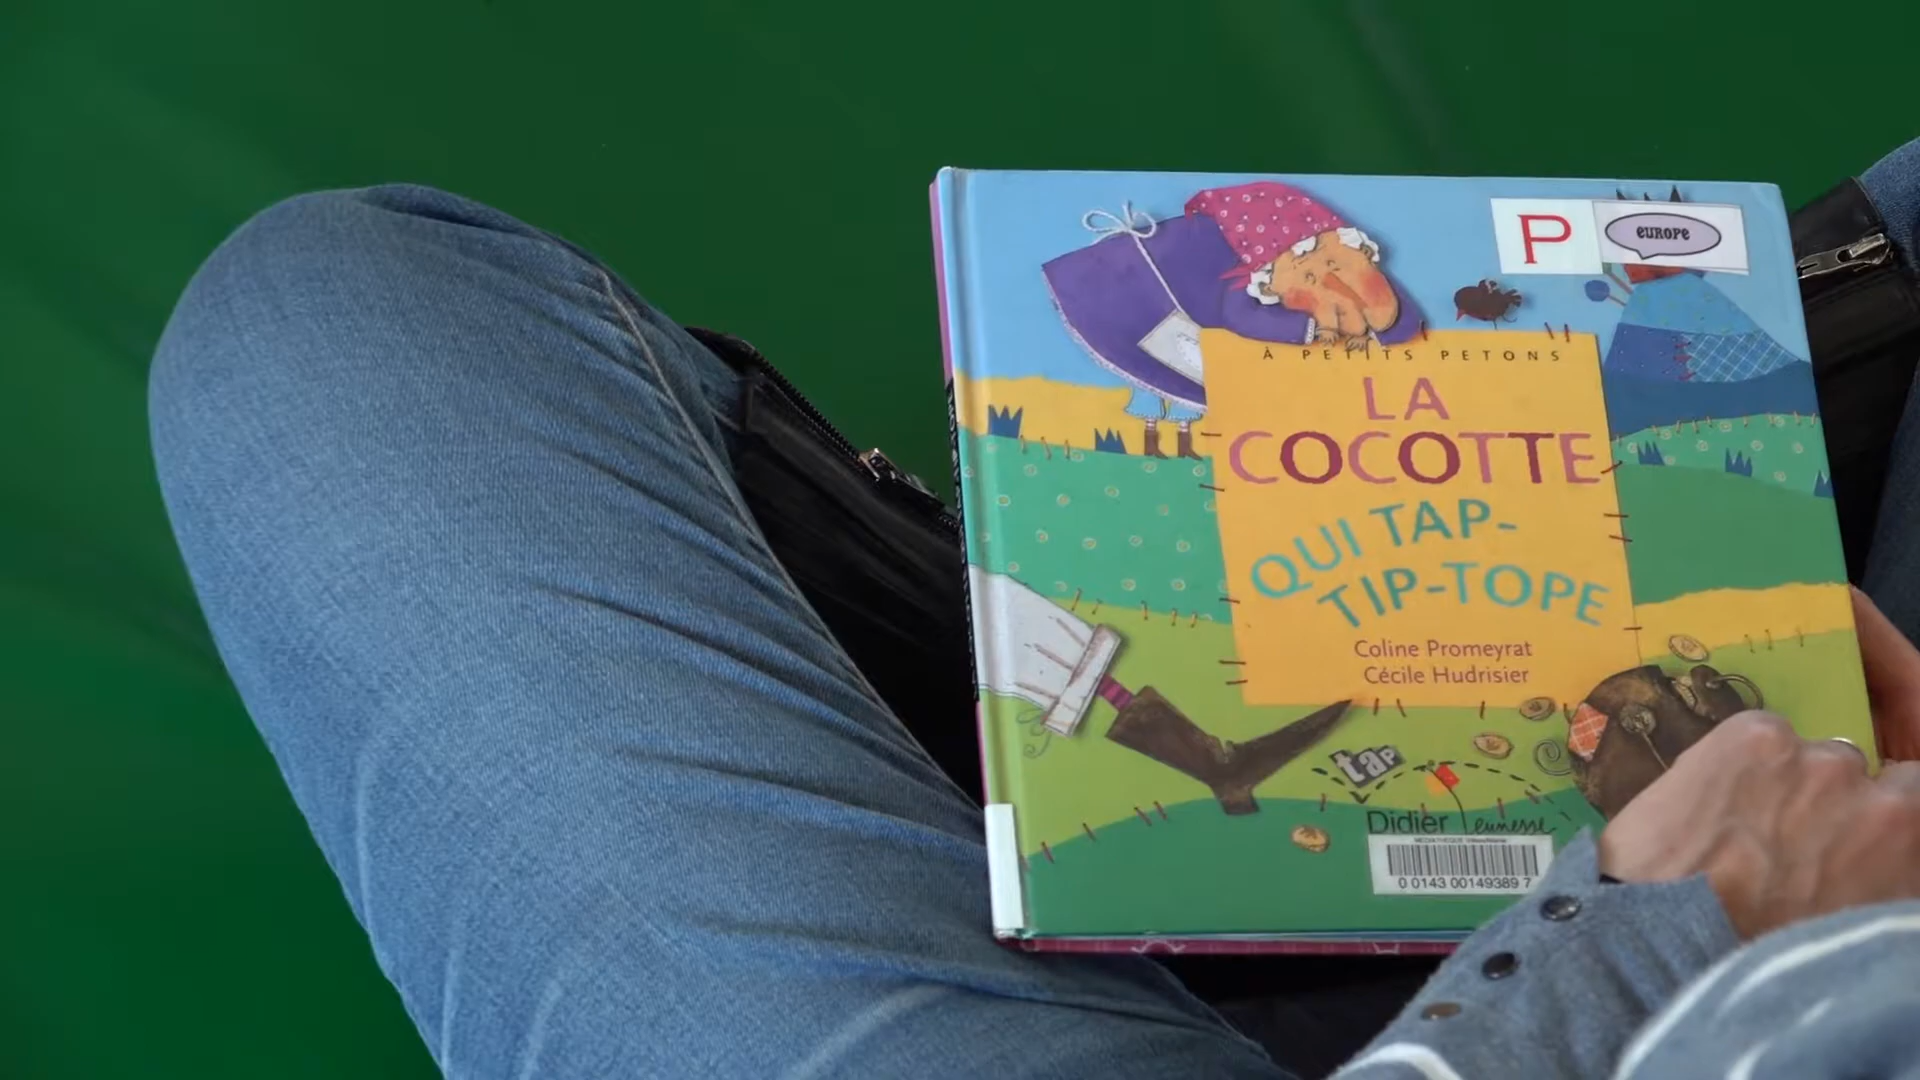 P
EUROPE
À PETITS PETONS
LA
COCOTTE
QUI TAP-
TIP-TOPE
Coline Promeyrat
Cécile Hudrisier
tap
Didier Jeunesse
0 0143 00149389 7